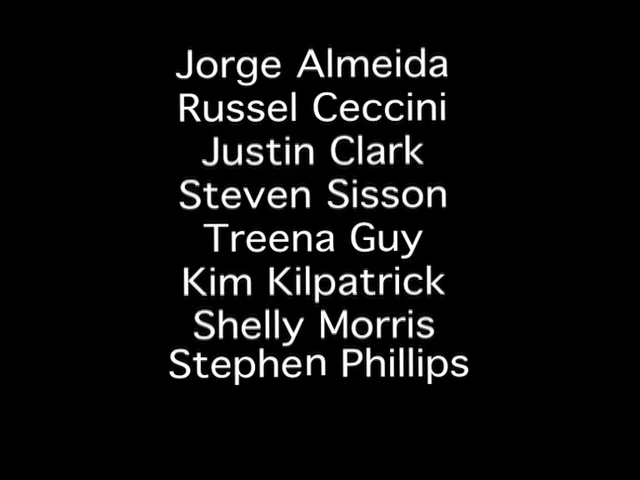 Jorge Almeida
Russel Ceccini
Justin Clark
Steven Sisson
Treena Guy
Kim Kilpatrick
Shelly Morris
Stephen Phillips